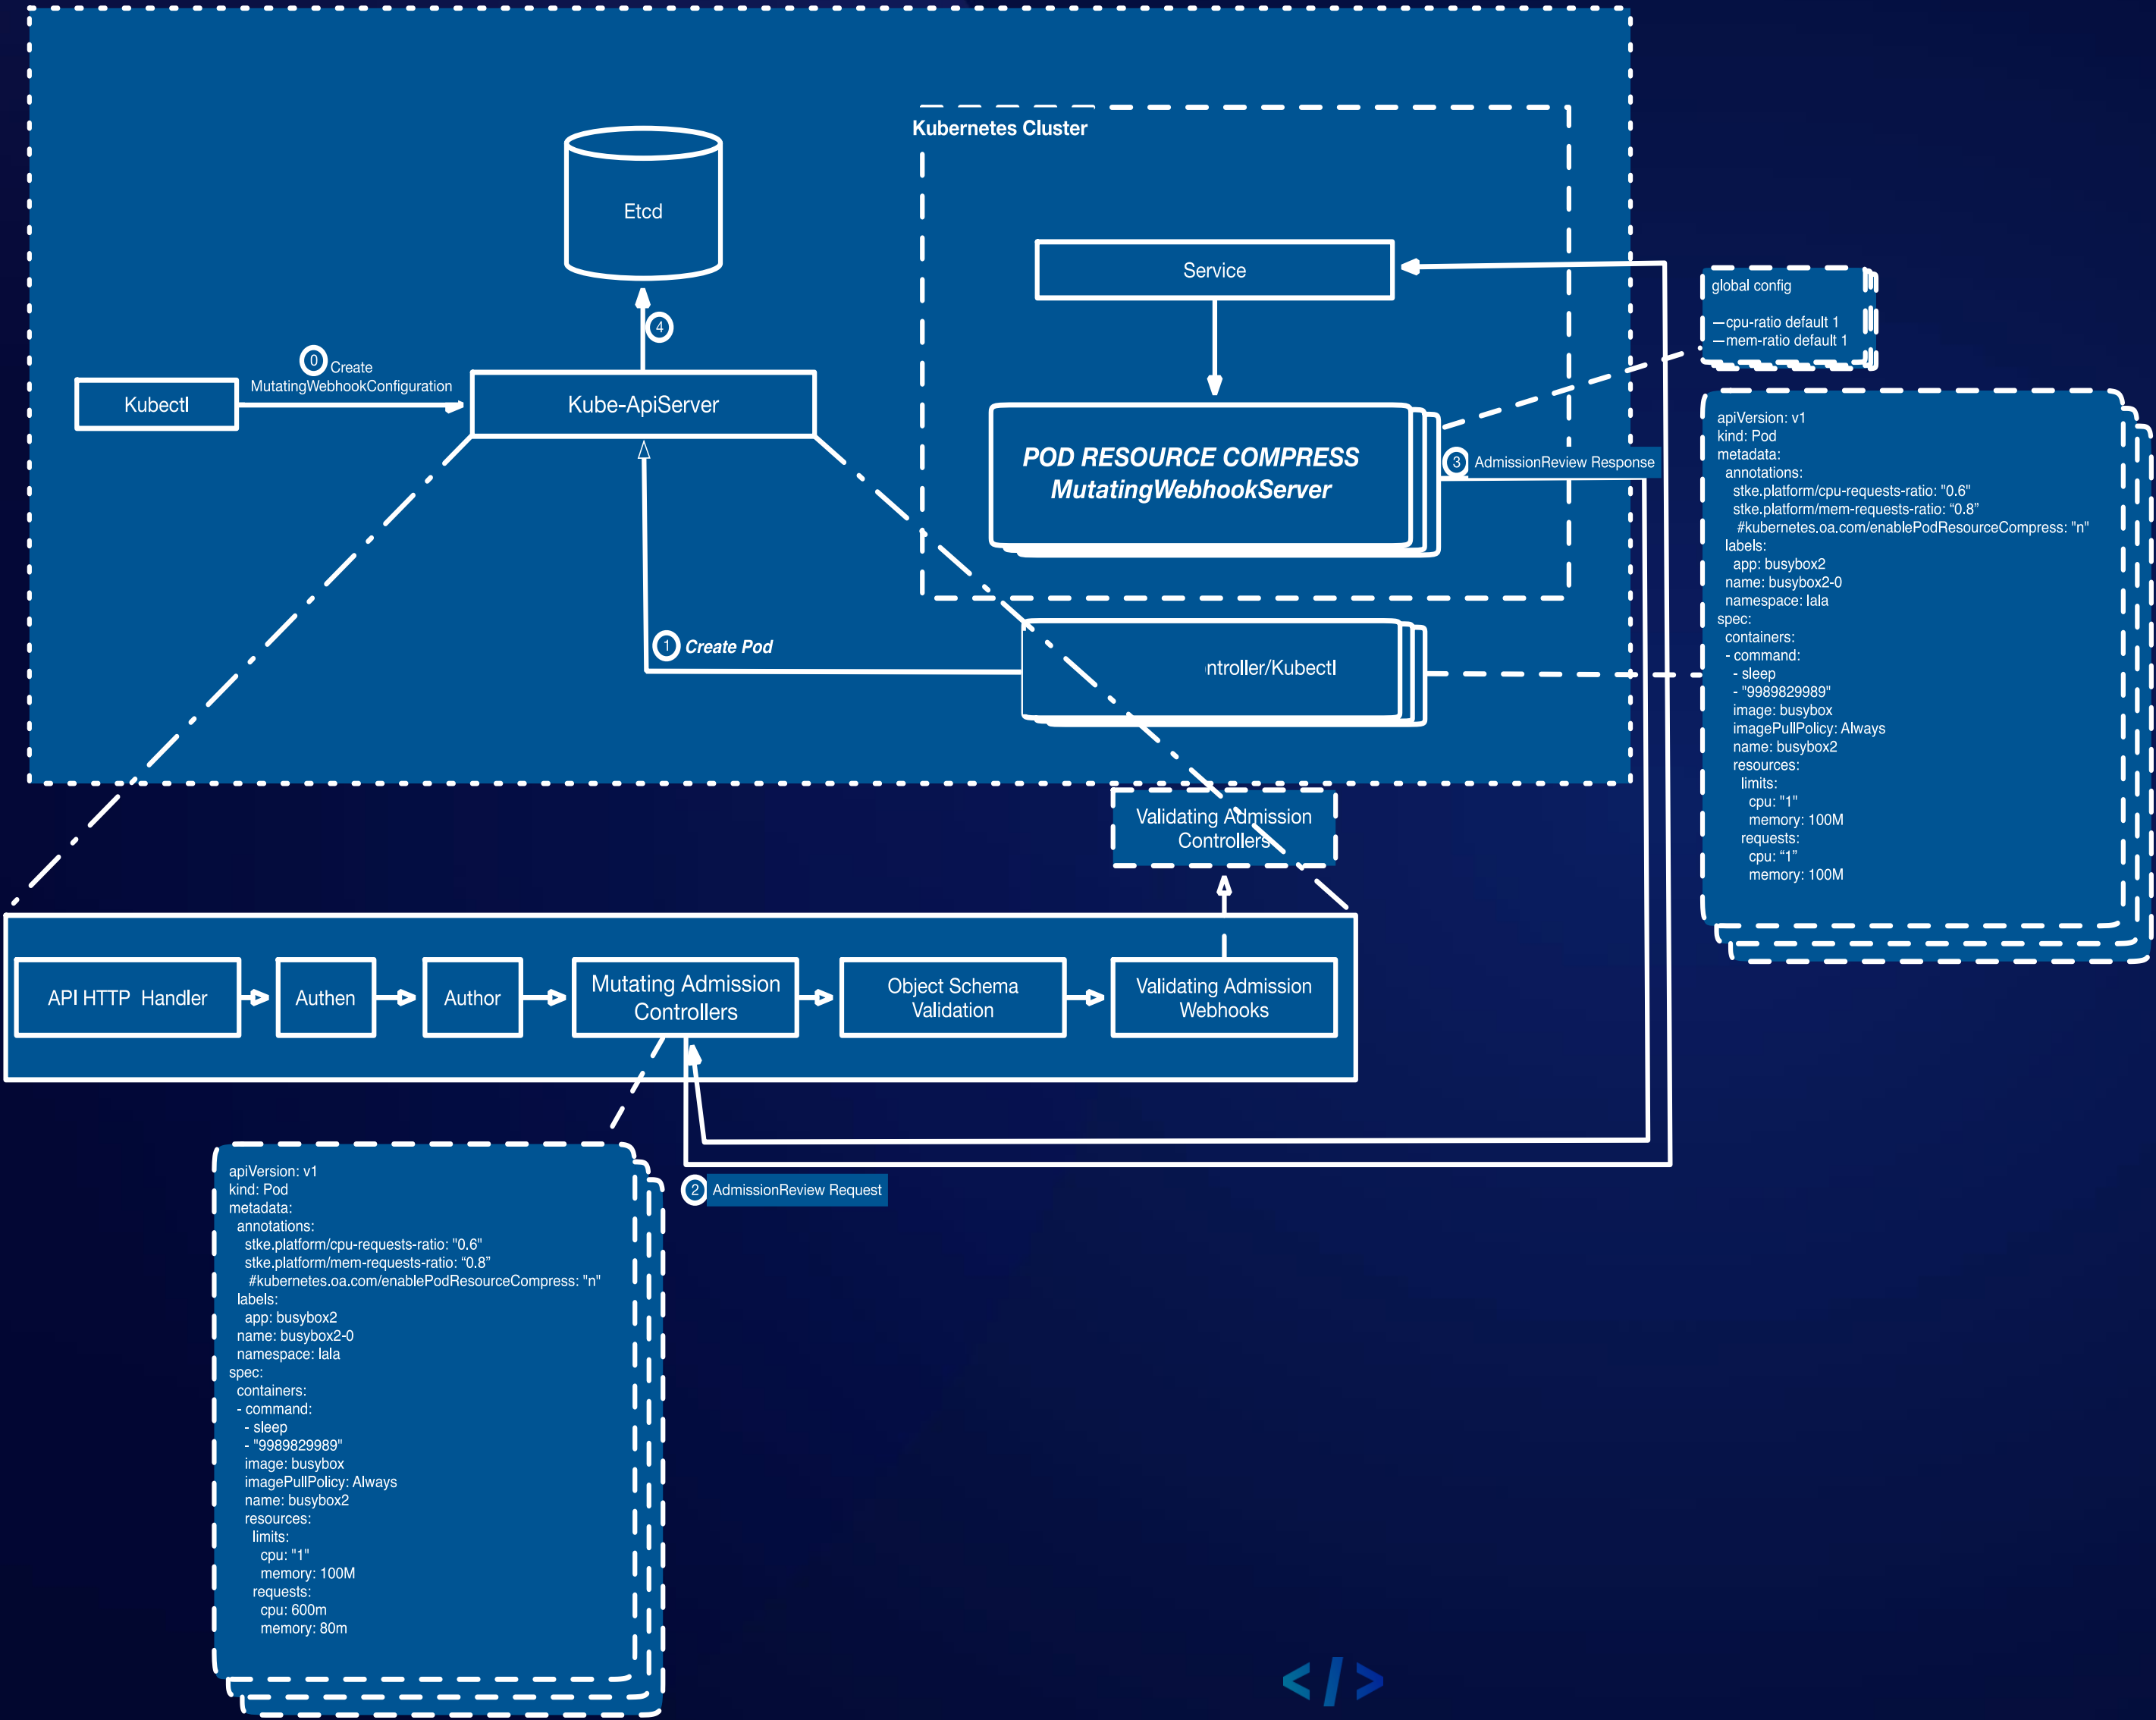 Kubernetes Cluster
Etcd
Service
4
0 Create
MutatingWebhookConfiguration
Kubectl
Kube-ApiServer
POD RESOURCE COMPRESS
MutatingWebhookServer
3 AdmissionReview Response
1 Create Pod
ntroller/Kubectl
global config
—cpu-ratio default 1
—mem-ratio default 1
apiVersion: v1
kind: Pod
metadata:
annotations:
stke.platform/cpu-requests-ratio: "0.6"
stke.platform/mem-requests-ratio: “0.8”
#kubernetes.oa.com/enablePodResourceCompress: "n"
labels:
app: busybox2
name: busybox2-0
namespace: lala
spec:
containers:
- command:
- sleep
- "9989829989"
image: busybox
imagePullPolicy: Always
name: busybox2
resources:
limits:
cpu: "1"
memory: 100M
requests:
cpu: “1”
memory: 100M
Validating Admission
Controllers
API HTTP Handler
Authen
Author
Mutating Admission
Controllers
Object Schema
Validation
Validating Admission
Webhooks
2 AdmissionReview Request
apiVersion: v1
kind: Pod
metadata:
annotations:
stke.platform/cpu-requests-ratio: "0.6"
stke.platform/mem-requests-ratio: “0.8”
#kubernetes.oa.com/enablePodResourceCompress: "n"
labels:
app: busybox2
name: busybox2-0
namespace: lala
spec:
containers:
- command:
- sleep
- "9989829989"
image: busybox
imagePullPolicy: Always
name: busybox2
resources:
limits:
cpu: "1"
memory: 100M
requests:
cpu: 600m
memory: 80m
</>